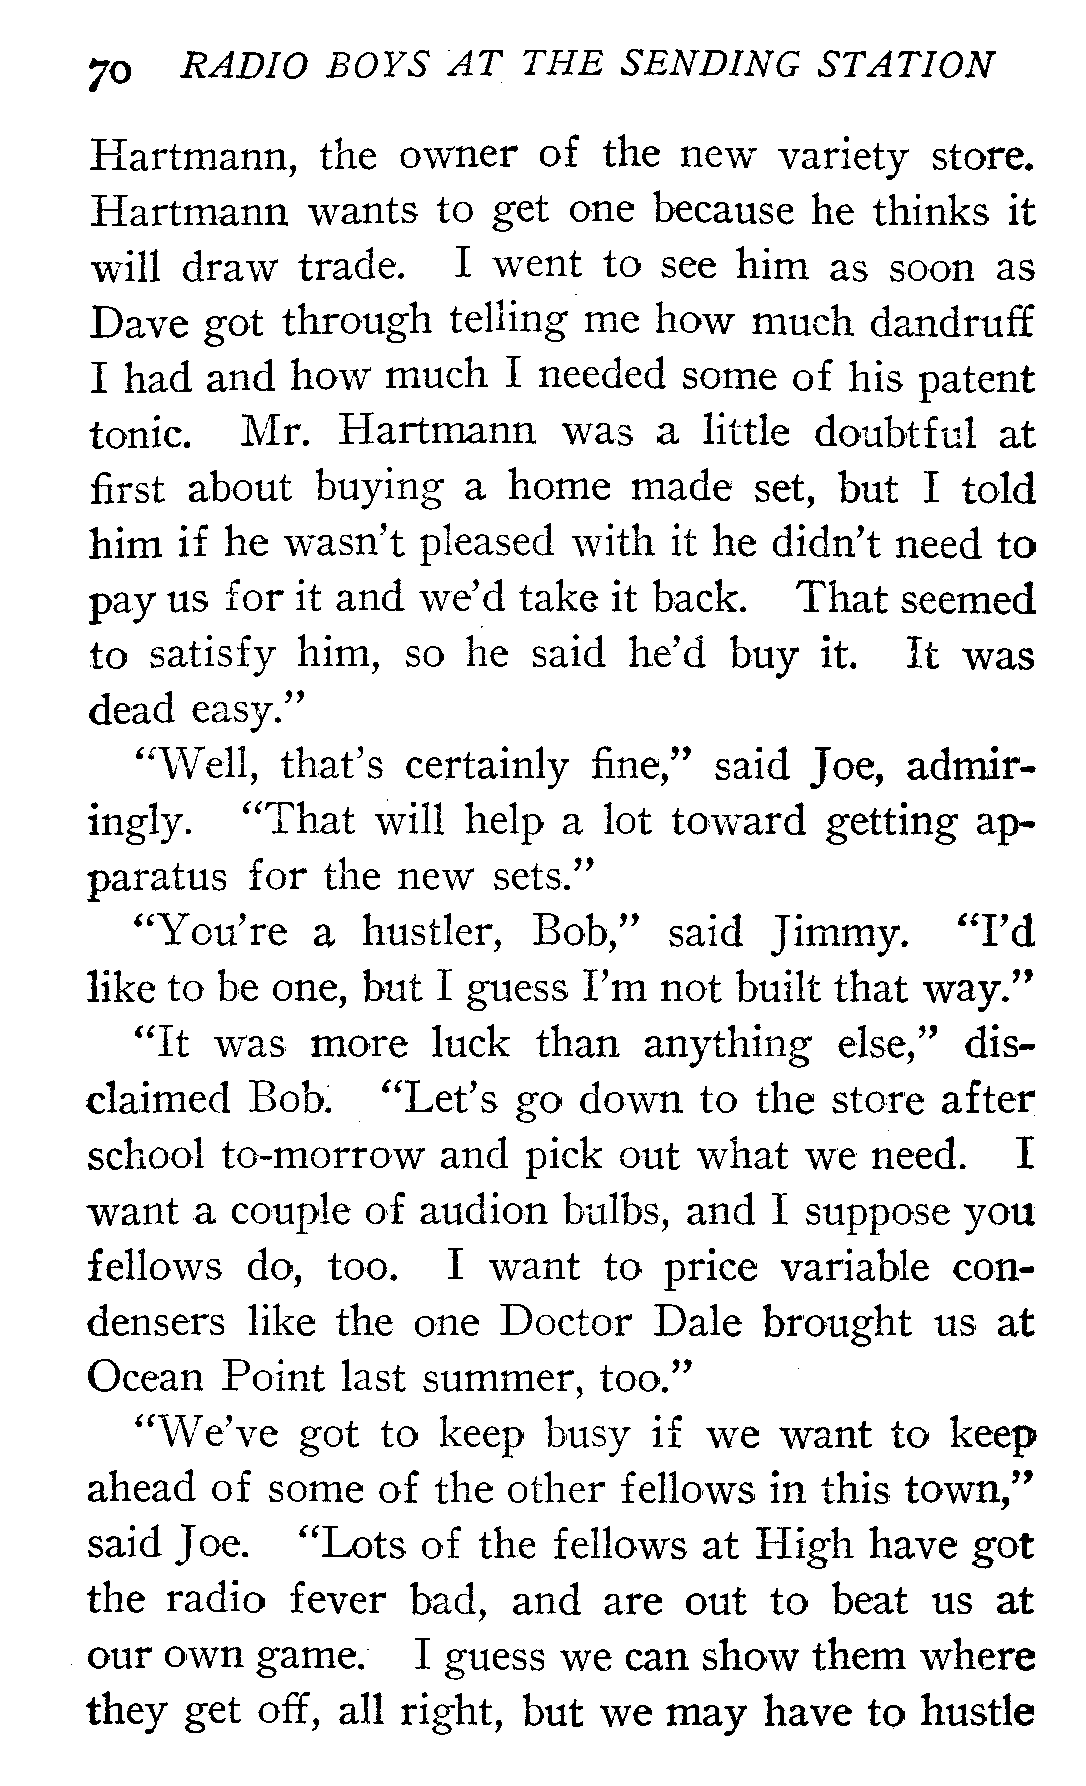 70 RADIO BOYS AT THE SENDING STATION
Hartmann, the owner of the new variety store.
Hartmann wants to get one because he thinks it
will draw trade. I went to see him as soon as
Dave got through telling me how much dandruff
I had and how much I needed some of his patent
tonic. Mr. Hartmann was a little doubtful at
first about buying a home made set, but I told
him if he wasn't pleased with it he didn't need to
pay us for it and we'd take it back. That seemed
to satisfy him, so he said he'd buy it. It was
dead easy."
"Well, that's certainly fine," said Joe, admir-
ingly. "That will help a lot toward getting ap-
paratus for the new sets."
"You're a hustler, Bob," said Jimmy. "I'd
like to be one, but I guess I'm not built that way."
"It was more luck than anything else," dis-
claimed Bob. "Let's go down to the store after
school to-morrow and pick out what we need. I
want a couple of audion bulbs, and I suppose you
fellows do, too. I want to price variable con-
densers like the one Doctor Dale brought us at
Ocean Point last summer, too."
"We've got to keep busy if we want to keep
ahead of some of the other fellows in this town,"
said Joe. "Lots of the fellows at High have got
the radio fever bad, and are out to beat us at
our own game. I guess we can show them where
they get off, all right, but we may have to hustle